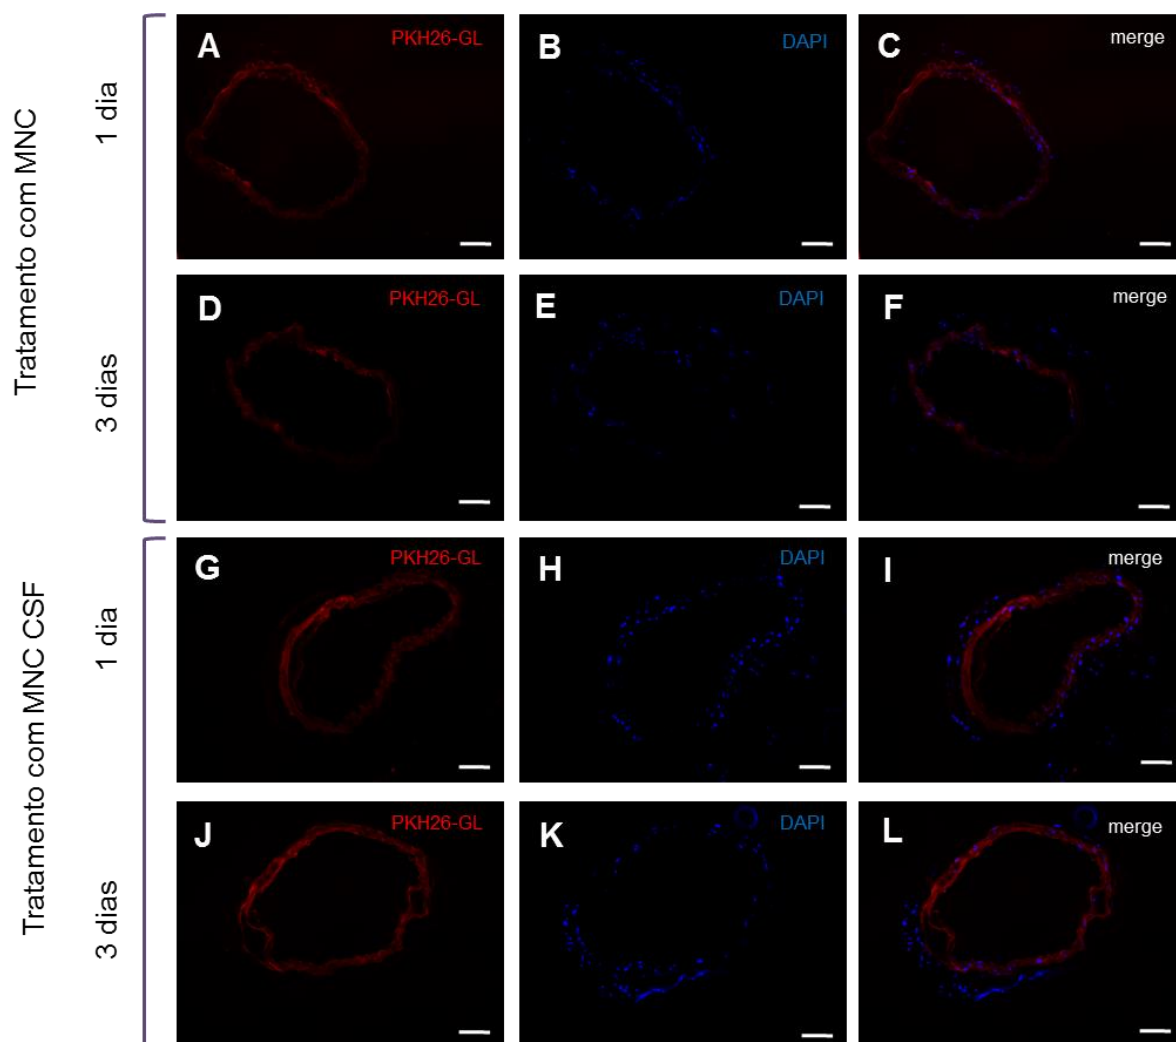 Tratamento com MNC
1 dia
A PKH26-GL
B DAPI
C merge
3 dias
D PKH26-GL
E DAPI
F merge
Tratamento com MNC CSF
1 dia
G PKH26-GL
H DAPI
I merge
3 dias
J PKH26-GL
K DAPI
L merge